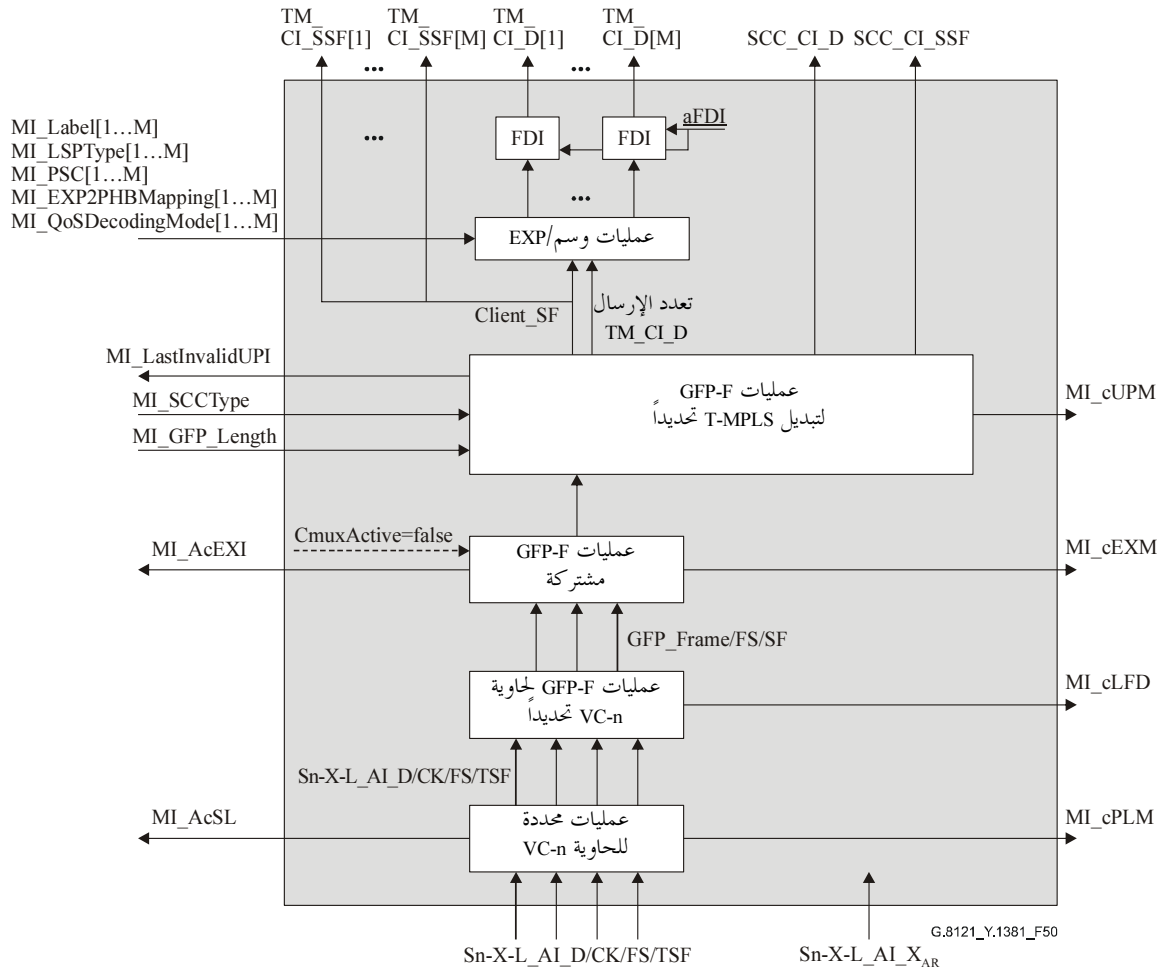 TM_
CI_SSF[1]
TM_
CI_SSF[M]
TM_
CI_D[1]
TM_
CI_D[M]
SCC_CI_D
SCC_CI_SSF
...
...
...
MI_Label[1…M]
MI_LSPType[1…M]
MI_PSC[1…M]
MI_EXP2PHBMapping[1…M]
MI_QoSDecodingMode[1…M]
...
FDI
FDI
aFDI
...
عمليات وسم/EXP
Client_SF
تعدد الإرسال
TM_CI_D
MI_LastInvalidUPI
MI_SCCType
MI_GFP_Length
عمليات GFP-F
لتبديل T-MPLS تحديداً
MI_cUPM
CmuxActive=false
MI_AcEXI
عمليات GFP-F
مشتركة
MI_cEXM
GFP_Frame/FS/SF
عمليات GFP-F لحاوية
VC-n تحديداً
MI_cLFD
Sn-X-L_AI_D/CK/FS/TSF
MI_AcSL
عمليات محددة
للحاوية VC-n
MI_cPLM
G.8121_Y.1381_F50
Sn-X-L_AI_D/CK/FS/TSF
Sn-X-L_AI_X_AR